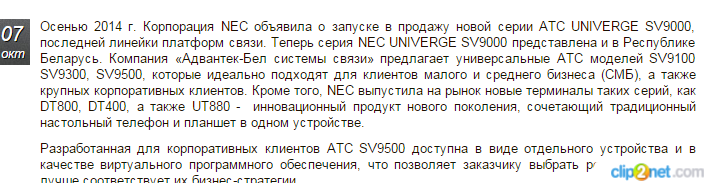 07
окт
Осенью 2014 г. Корпорация NEC объявила о запуске в продажу новой серии АТС UNIVERGE SV9000,
последней линейки платформ связи. Теперь серия NEC UNIVERGE SV9000 представлена и в Республике
Беларусь. Компания «Адвантек-Бел системы связи» предлагает универсальные АТС моделей SV9100
SV9300, SV9500, которые идеально подходят для клиентов малого и среднего бизнеса (СМБ), а также
крупных корпоративных клиентов. Кроме того, NEC выпустила на рынок новые терминалы таких серий, как
DT800, DT400, а также UT880 - инновационный продукт нового поколения, сочетающий традиционный
настольный телефон и планшет в одном устройстве.
Разработанная для корпоративных клиентов АТС SV9500 доступна в виде отдельного устройства и в
качестве виртуального программного обеспечения, что позволяет заказчику выбрать
лучше соответствует их бизнес-стратегии
clip2net.com